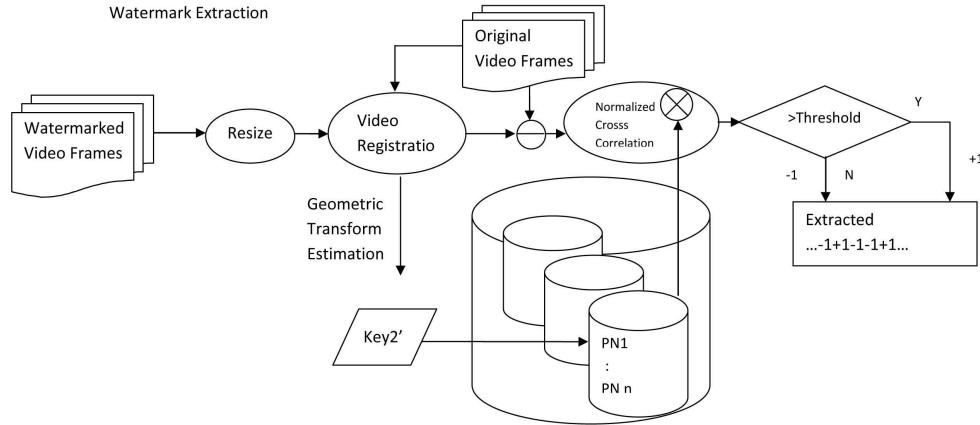 Watermark Extraction
Original
Video Frames
Watermarked
Video Frames
Resize
Video
Registratio
Normalized
Crosss
Correlation
>Threshold
Y
+1
-1
N
Extracted
...-1+1-1-1+1...
Geometric
Transform
Estimation
Key2’
PN1
:
PN n